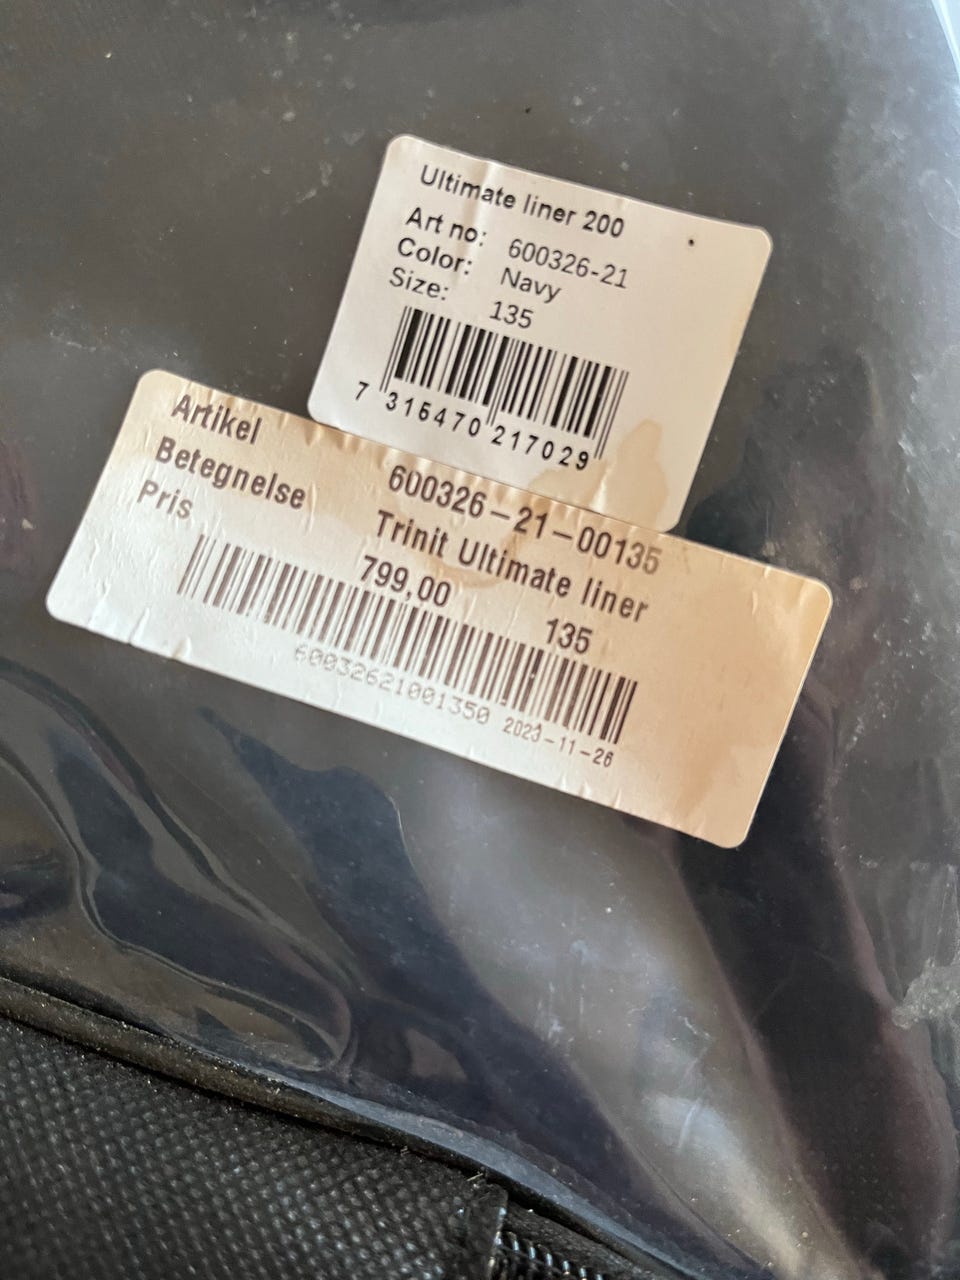 Ultimate liner 200
Art no: 600326-21
Color: Navy
Size: 135
7 315470 217029
Artikel 600326-21-00135
Betegnelse Trinit Ultimate liner
Pris 799,00 135
60032621001350 2023-11-26